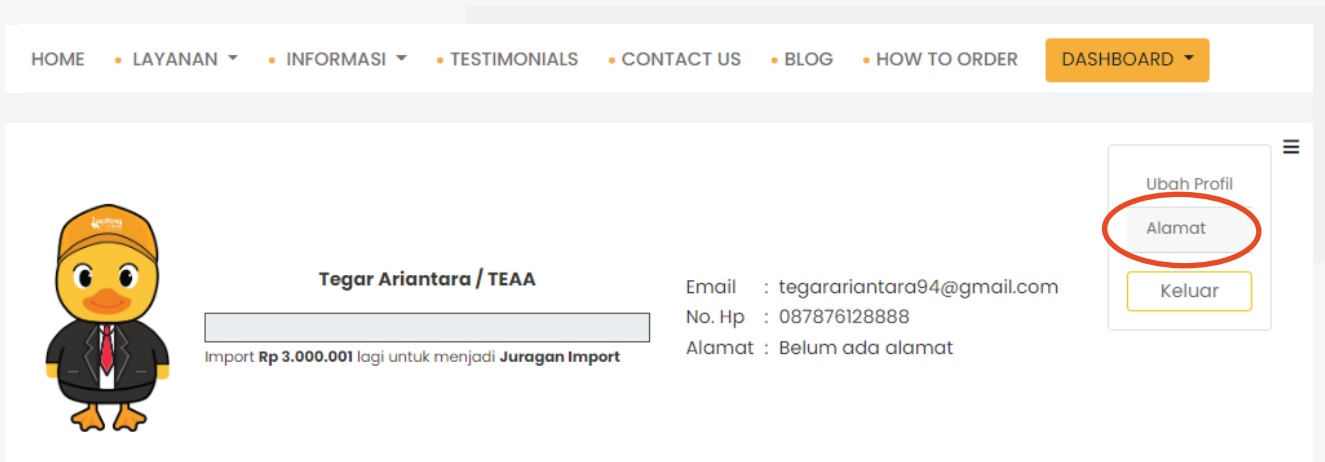 HOME • LAYANAN • INFORMASI • TESTIMONIALS • CONTACT US • BLOG • HOW TO ORDER DASHBOARD
Ubah Profil
Alamat
Keluar
Tegar Ariantara / TEAA
Import Rp 3.000.001 lagi untuk menjadi Juragan Import
Email : tegarariantara94@gmail.com
No. Hp : 087876128888
Alamat : Belum ada alamat